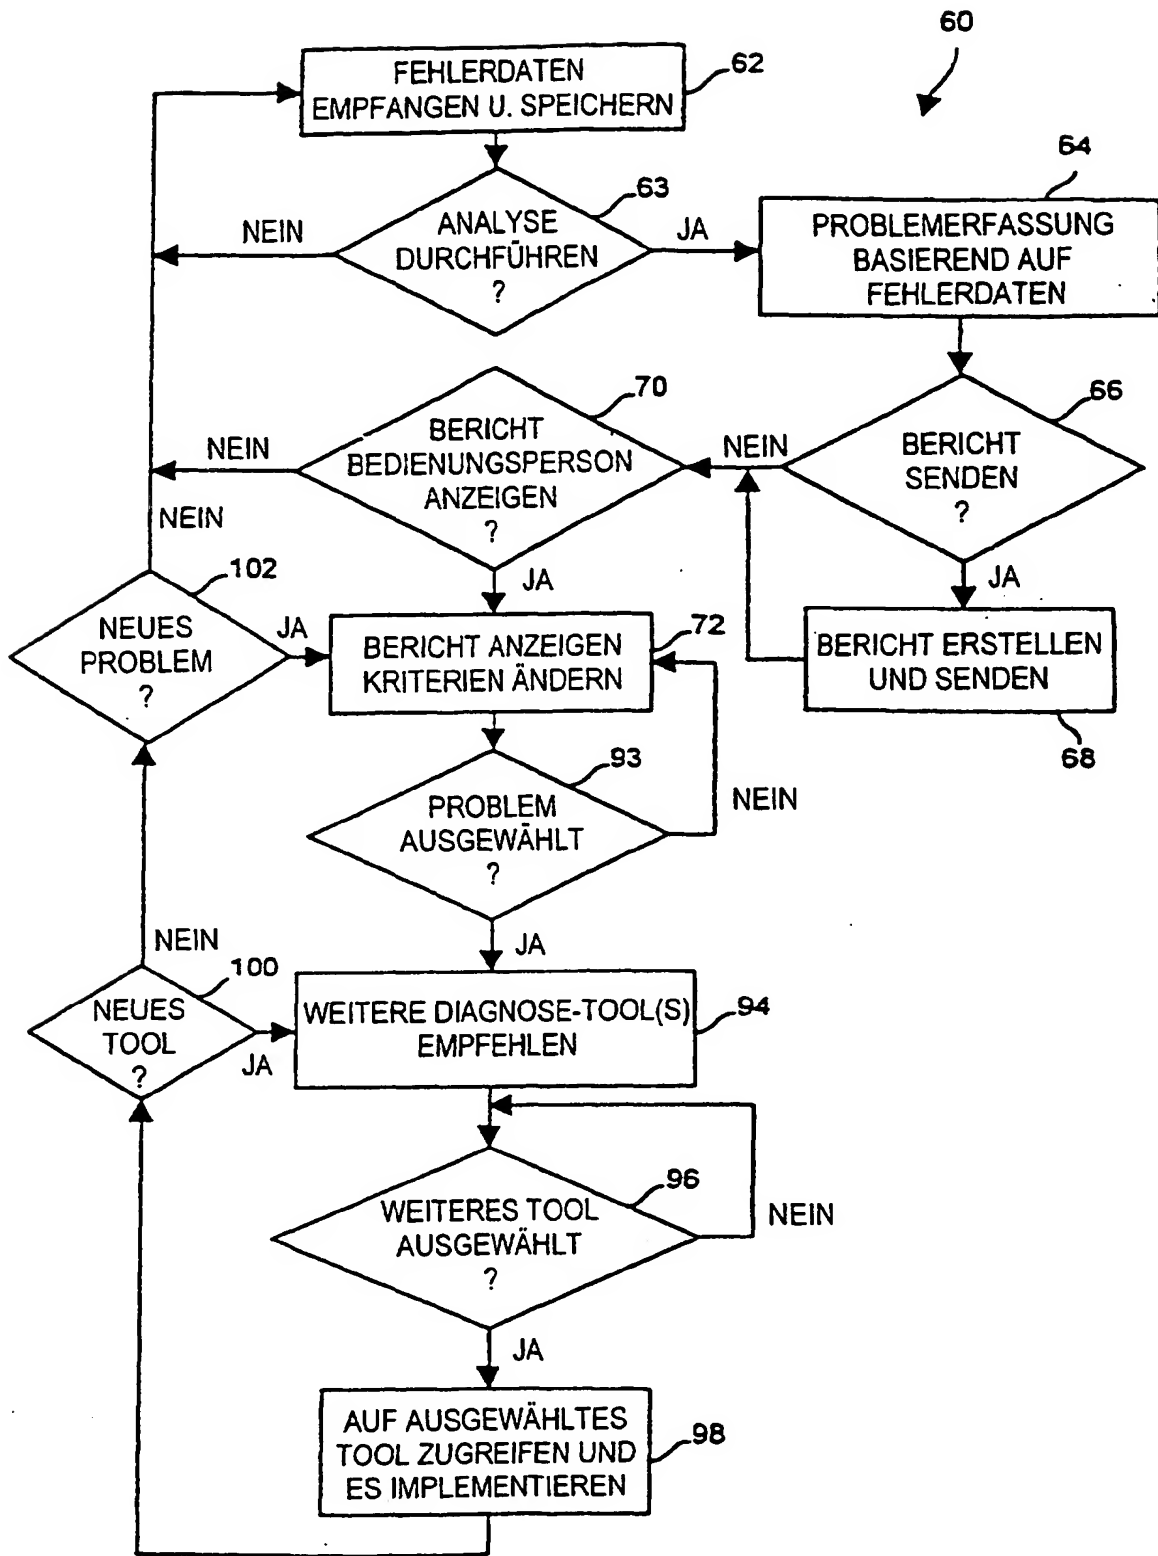 60
FEHLERDATEN
EMPFANGEN U. SPEICHERN
62
ANALYSE
DURCHFÜHREN
?
63
NEIN
JA
64
PROBLEMERFASSUNG
BASIEREND AUF
FEHLERDATEN
BERICHT
SENDEN
?
66
NEIN
JA
BERICHT ERSTELLEN
UND SENDEN
68
BERICHT
BEDIENUNGSPERSON
ANZEIGEN
?
70
NEIN
JA
NEIN
NEUES
PROBLEM
?
102
JA
BERICHT ANZEIGEN
KRITERIEN ÄNDERN
72
PROBLEM
AUSGEWÄHLT
?
93
NEIN
JA
NEIN
NEUES
TOOL
?
100
JA
WEITERE DIAGNOSE-TOOL(S)
EMPFEHLEN
94
WEITERES TOOL
AUSGEWÄHLT
?
96
NEIN
JA
AUF AUSGEWÄHLTES
TOOL ZUGREIFEN UND
ES IMPLEMENTIEREN
98